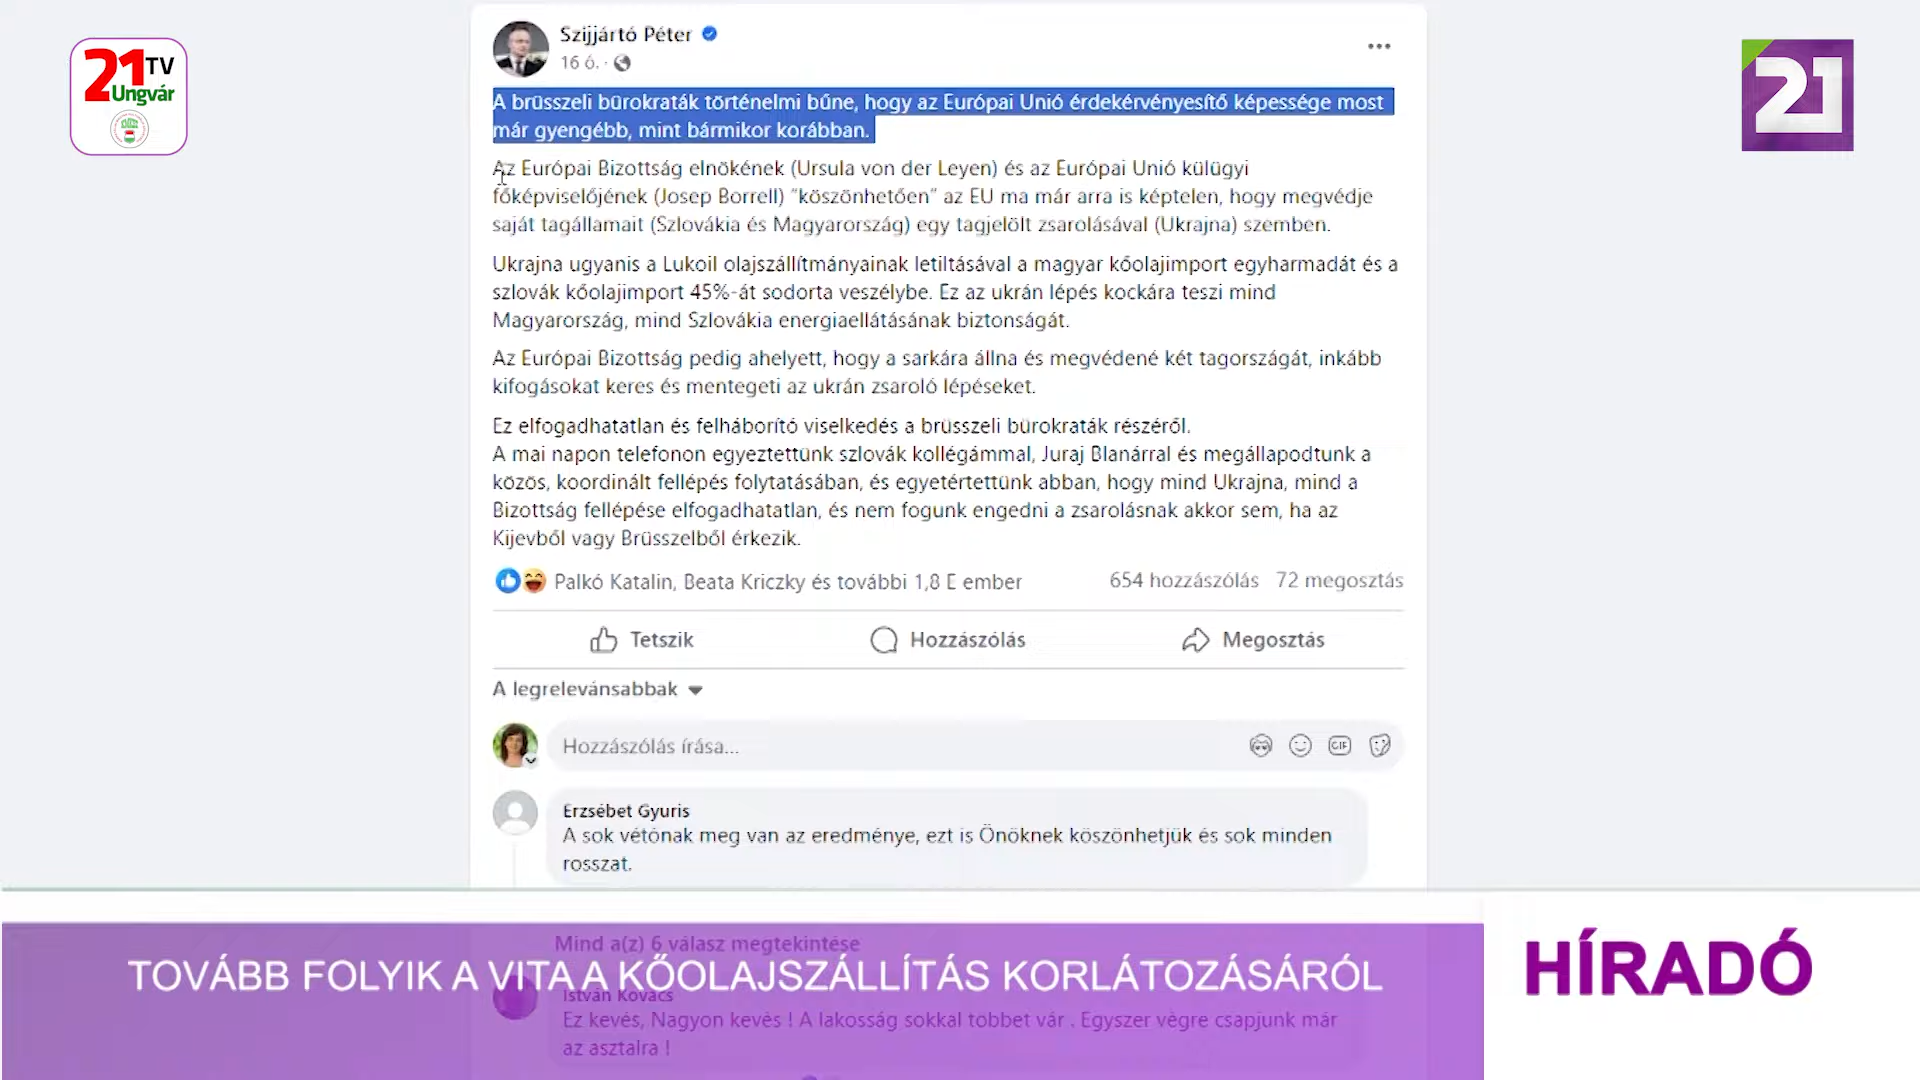 21 TV
Ungvár
21
Szijjártó Péter
16 ó. ·
A brüsszeli bürokraták történelmi bűne, hogy az Európai Unió érdekérvényesítő képessége most
már gyengébb, mint bármikor korábban.
Az Európai Bizottság elnökének (Ursula von der Leyen) és az Európai Unió külügyi
főképviselőjének (Josep Borrell) "köszönhetően" az EU ma már arra is képtelen, hogy megvédje
saját tagállamait (Szlovákia és Magyarország) egy tagjelölt zsarolásával (Ukrajna) szemben.
Ukrajna ugyanis a Lukoil olajszállítmányainak letiltásával a magyar kőolajimport egyharmadát és a
szlovák kőolajimport 45%-át sodorta veszélybe. Ez az ukrán lépés kockára teszi mind
Magyarország, mind Szlovákia energiaellátásának biztonságát.
Az Európai Bizottság pedig ahelyett, hogy a sarkára állna és megvédené két tagországát, inkább
kifogásokat keres és mentegeti az ukrán zsaroló lépéseket.
Ez elfogadhatatlan és felháborító viselkedés a brüsszeli bürokraták részéről.
A mai napon telefonon egyeztettünk szlovák kollégámmal, Juraj Blanárral és megállapodtunk a
közös, koordinált fellépés folytatásában, és egyetértettünk abban, hogy mind Ukrajna, mind a
Bizottság fellépése elfogadhatatlan, és nem fogunk engedni a zsarolásnak akkor sem, ha az
Kijevből vagy Brüsszelből érkezik.
Palkó Katalin, Beata Kriczky és további 1,8 E ember 654 hozzászólás 72 megosztás
Tetszik Hozzászólás Megosztás
A legrelevánsabbak
Hozzászólás írása...
GIF
Erzsébet Gyuris
A sok vétónak meg van az eredménye, ezt is Önöknek köszönhetjük és sok minden
rosszat.
Mind a(z) 6 válasz megtekintése
TOVÁBB FOLYIK A VITA A KŐOLAJSZÁLLÍTÁS KORLÁTOZÁSÁRÓL
HÍRADÓ
István Kovács
Ez kevés, Nagyon kevés ! A lakosság sokkal többet vár . Egyszer végre csapjunk már
az asztalra !